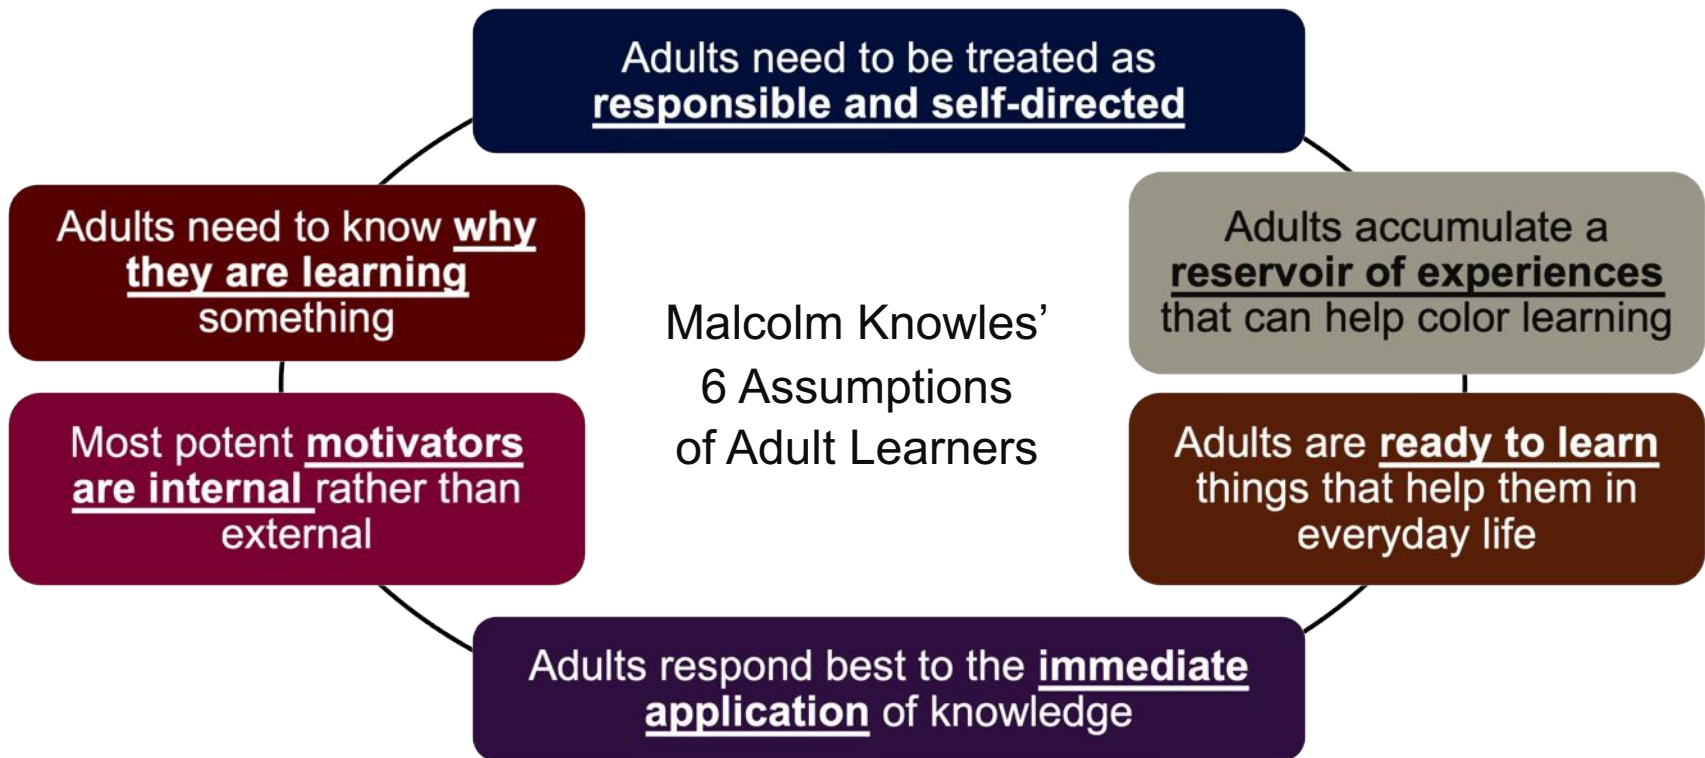 Adults need to be treated as
responsible and self-directed
Adults need to know why
they are learning
something
Adults accumulate a
reservoir of experiences
that can help color learning
Malcolm Knowles’
6 Assumptions
of Adult Learners
Most potent motivators
are internal rather than
external
Adults are ready to learn
things that help them in
everyday life
Adults respond best to the immediate
application of knowledge